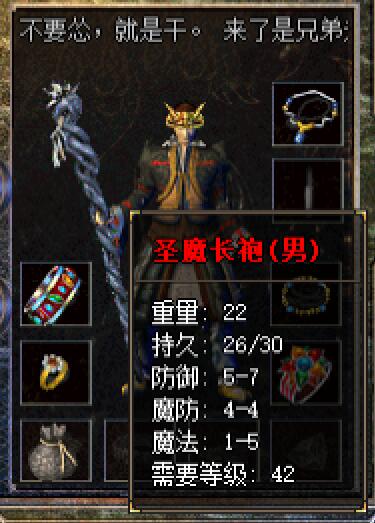 不要怂，就是干。 来了是兄弟
圣魔长袍(男)
重量: 22
持久: 26/30
防御: 5-7
魔防: 4-4
魔法: 1-5
需要等级: 42